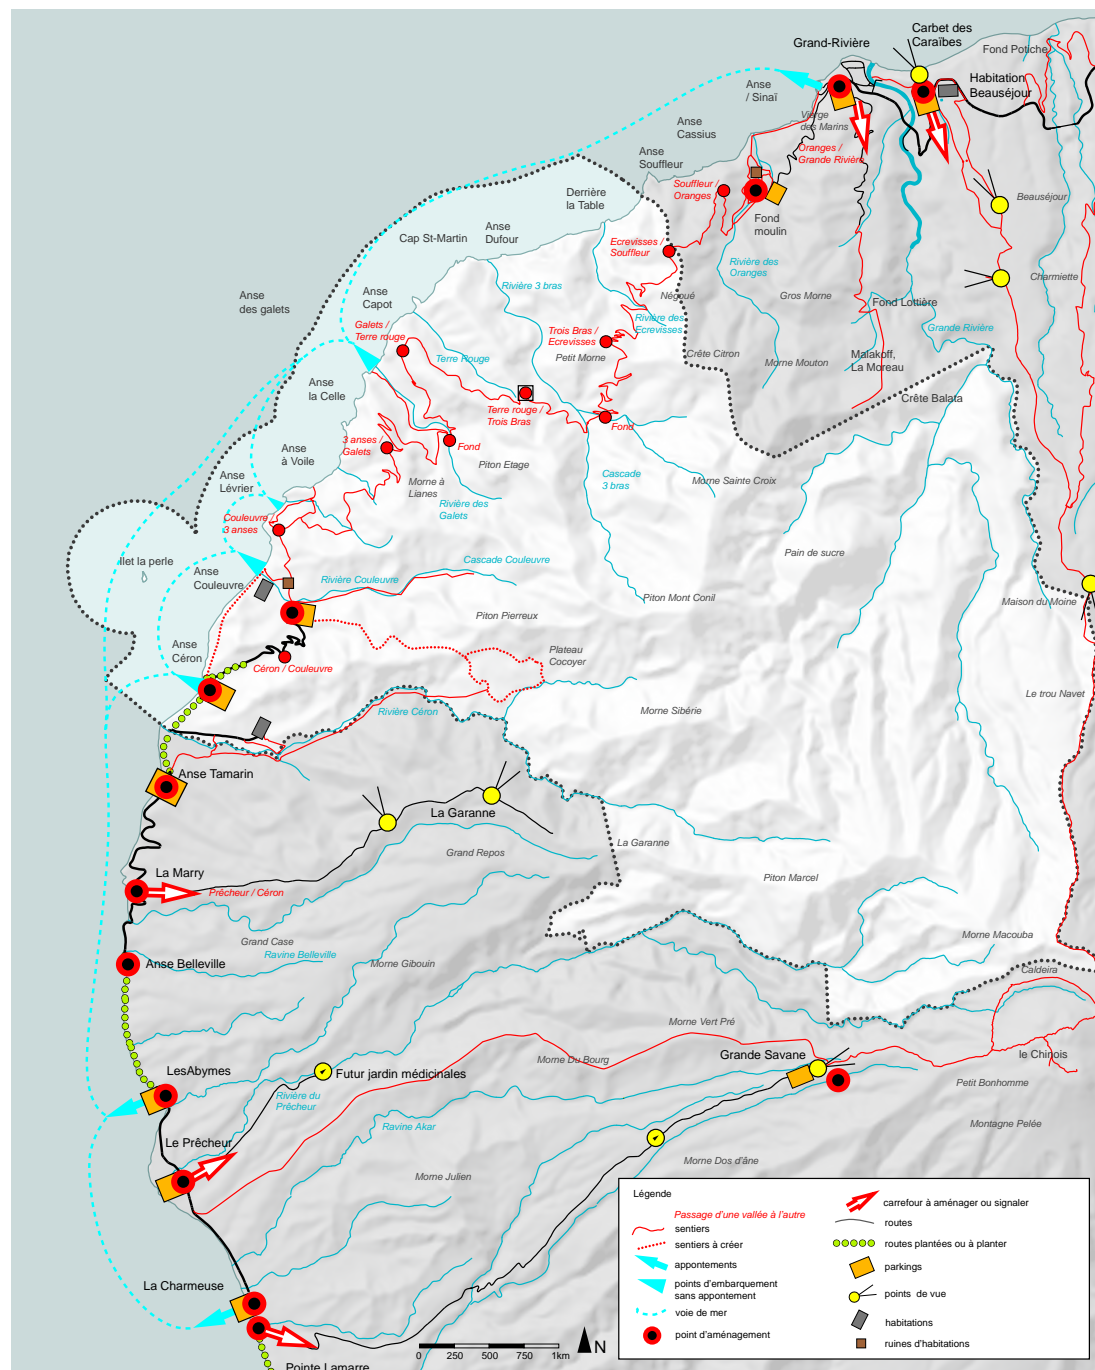 Grand-Rivière
Carbet des
Caraïbes
Fond Potiche
Habitation
Beauséjour
Anse
/ Sinaï
Vierge
des Marins
Anse
Cassius
Oranges /
Grande Rivière
Anse
Souffleur
Souffleur /
Oranges
Derrière
la Table
Beauséjour
Fond
moulin
Anse
Dufour
Cap St-Martin
Ecrevisses /
Souffleur
Rivière des
Oranges
Charmiette
Rivière 3 bras
Négoué
Gros Morne
Fond Lottière
Anse
des galets
Anse
Capot
Rivière des
Ecrevisses
Grande Rivière
Galets /
Terre rouge
Trois Bras /
Ecrevisses
Petit Morne
Terre Rouge
Crête Citron
Morne Mouton
Malakoff,
La Moreau
Anse
la Celle
Crête Balata
Terre rouge /
Trois Bras
Fond
3 anses /
Galets
Fond
Anse
à Voile
Piton Etage
Cascade
3 bras
Morne Sainte Croix
Anse
Lévrier
Morne à
Lianes
Rivière des
Galets
Couleuvre
3 anses
Ilet la perle
Anse
Couleuvre
Cascade Couleuvre
Rivière Couleuvre
Pain de sucre
Piton Mont Conil
Maison du Moine
Piton Pierreux
Anse
Céron
Plateau
Cocoyer
Céron / Couleuvre
Le trou Navet
Rivière Céron
Morne Sibérie
Anse Tamarin
La Garanne
La Garanne
Grand Repos
La Marry
Prêcheur / Céron
Piton Marcel
Grand Case
Ravine Belleville
Morne Macouba
Anse Belleville
Morne Gibouin
Caldeira
Morne Vert Pré
Morne Du Bourg
Grande Savane
le Chinois
LesAbymes
Futur jardin médicinales
Rivière du
Prêcheur
Petit Bonhomme
Ravine Akar
Montagne Pelée
Le Prêcheur
Morne Dos d'âne
Morne Julien
La Charmeuse
Pointe Lamarre
0 250 500 750 1km
N
Légende
Passage d'une vallée à l'autre
sentiers
sentiers à créer
appontements
points d'embarquement
sans appontement
voie de mer
point d'aménagement
carrefour à aménager ou signaler
routes
routes plantées ou à planter
parkings
points de vue
habitations
ruines d'habitations